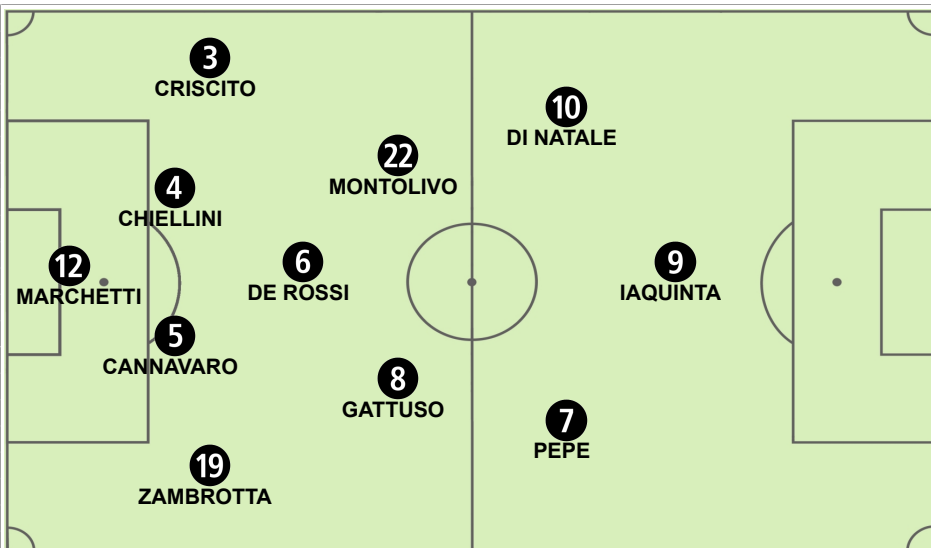 3
CRISCITO
10
DI NATALE
22
MONTOLIVO
4
CHIELLINI
12
MARCHETTI
6
DE ROSSI
9
IAQUINTA
5
CANNAVARO
8
GATTUSO
7
PEPE
19
ZAMBROTTA